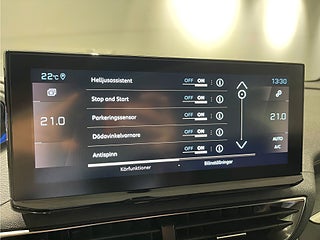 22°C
Helljusassistent OFF ON
13:30
Stop and Start OFF ON
21.0 Parkeringssensor OFF ON 21.0
Dödavinkelvarnare OFF ON
AUTO
Antispinn OFF ON
A/C
Körfunktioner Bilinställningar